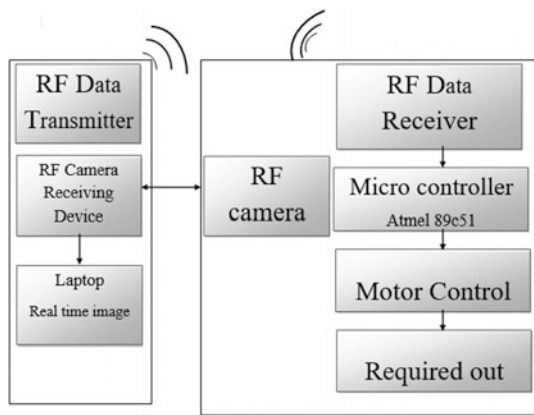 RF Data
Transmitter
RF Camera
Receiving
Device
Laptop
Real time image
RF
camera
RF Data
Receiver
Micro controller
Atmel 89c51
Motor Control
Required out